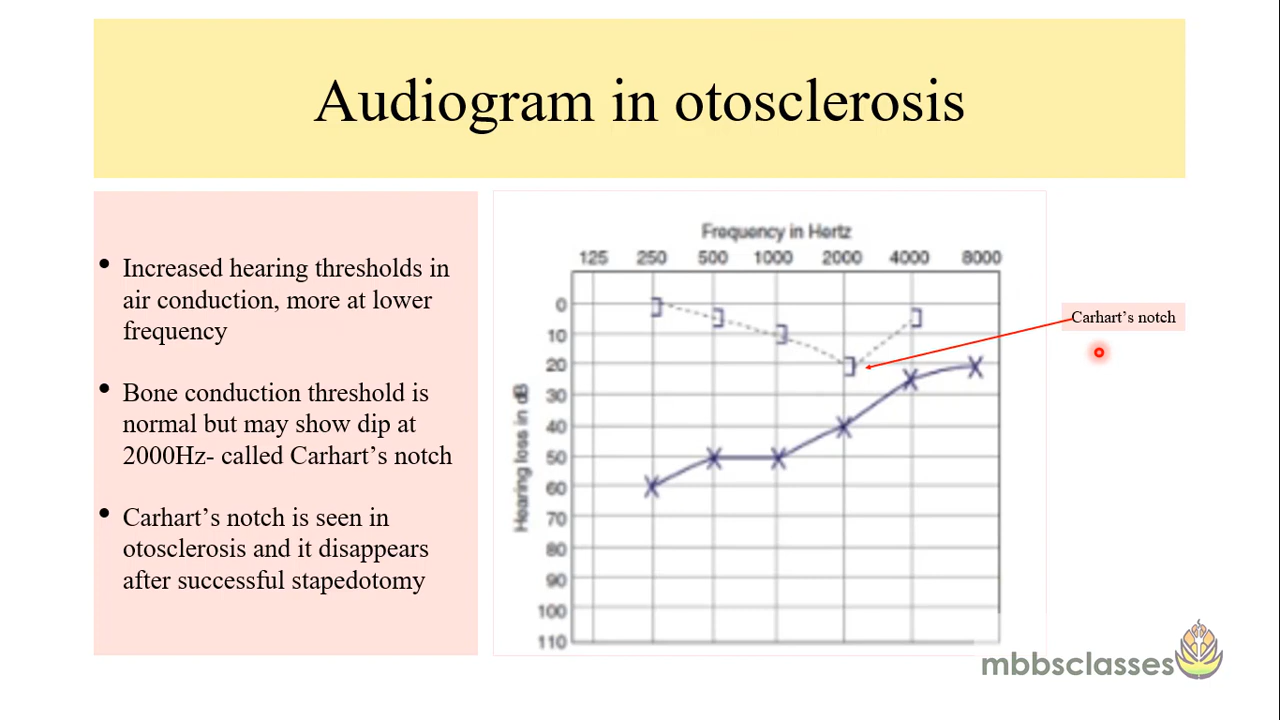 Audiogram in otosclerosis
• Increased hearing thresholds in
air conduction, more at lower
frequency
• Bone conduction threshold is
normal but may show dip at
2000Hz- called Carhart’s notch
• Carhart’s notch is seen in
otosclerosis and it disappears
after successful stapedotomy
Frequency in Hertz
125 250 500 1000 2000 4000 8000
Hearing loss in dB
0
10
20
30
40
50
60
70
80
90
100
110
Carhart’s notch
mbbsclasses